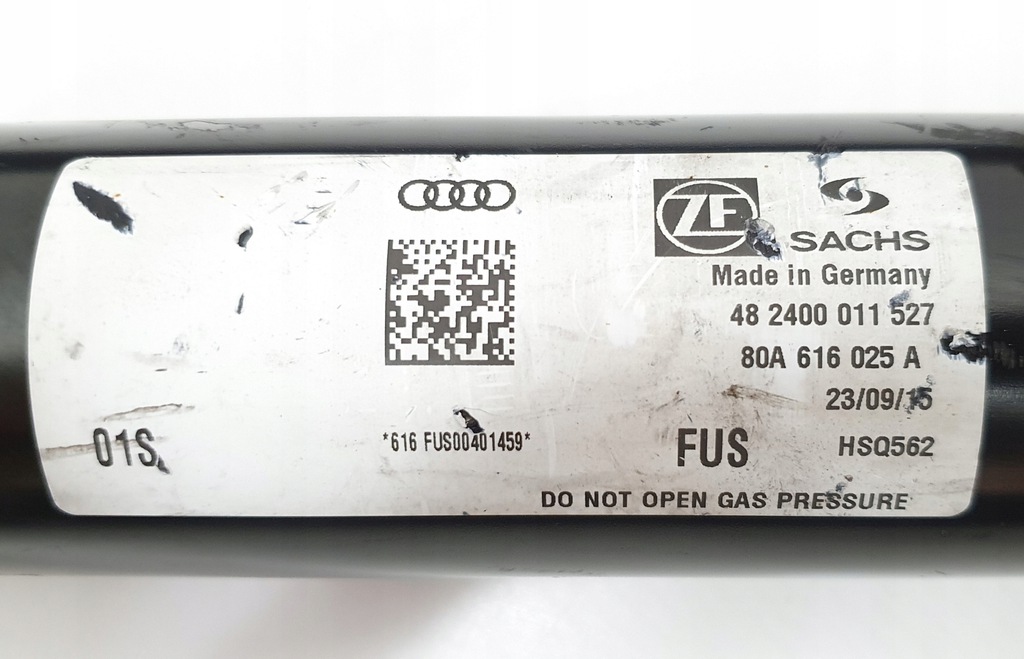 ZF
SACHS
Made in Germany
48 2400 011 527
80A 616 025 A
23/09/15
01S
*616 FUS00401459*
FUS
HSQ562
DO NOT OPEN GAS PRESSURE